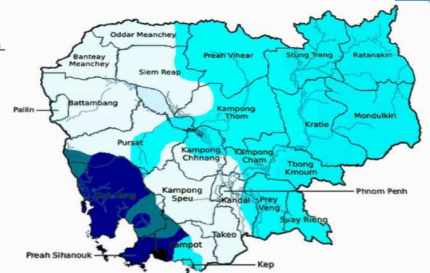 Oddar Meanchey
Banteay
Meanchey
Preah Vihear
Stung Treng
Ratanakiri
Siem Reap
Pailin
Battambang
Kampong
Thom
Kratie
Mondulkiri
Pursat
Kampong
Chhnang
Kampong
Cham
Tbong
Kmoum
Kampong
Speu
Kandal
Prey
Veng
Phnom Penh
Svay Rieng
Takeo
Preah Sihanouk
Kampot
Kep